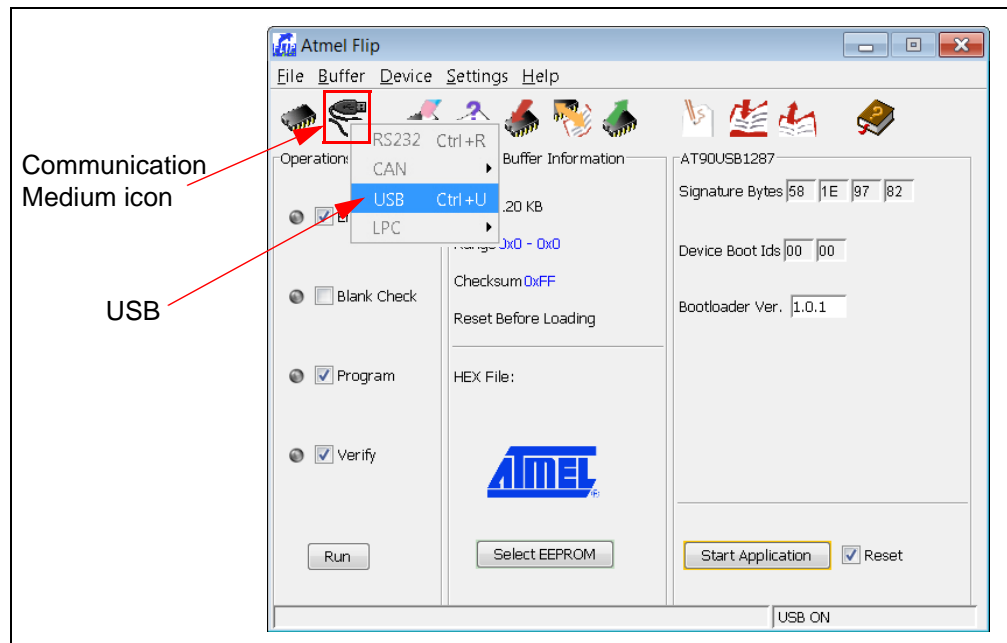 Atmel Flip
File Buffer Device Settings Help
Communication
Medium icon
USB
RS232 Ctrl+R
CAN
USB Ctrl+U
LPC
Buffer Information
.20 KB
0x0 - 0x0
Checksum 0xFF
Reset Before Loading
HEX File:
ATMEL
®
Select EEPROM
Blank Check
Program
Verify
Run
AT90USB1287
Signature Bytes 58 1E 97 82
Device Boot Ids 00 00
Bootloader Ver. 1.0.1
Start Application
Reset
USB ON